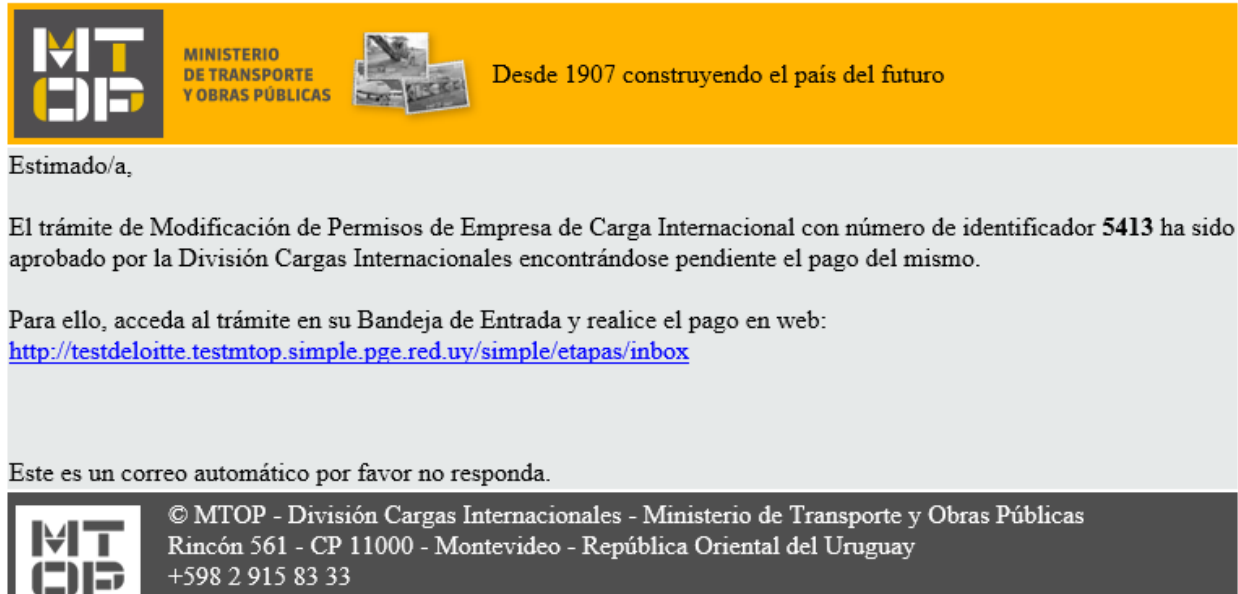 MT
OP
MINISTERIO
DE TRANSPORTE
Y OBRAS PÚBLICAS
Desde 1907 construyendo el país del futuro
Estimado/a,
El trámite de Modificación de Permisos de Empresa de Carga Internacional con número de identificador 5413 ha sido
aprobado por la División Cargas Internacionales encontrándose pendiente el pago del mismo.
Para ello, acceda al trámite en su Bandeja de Entrada y realice el pago en web:
http://testdeloitte.testmtop.simple.pge.red.uy/simple/etapas/inbox
Este es un correo automático por favor no responda.
MT
OP
© MTOP - División Cargas Internacionales - Ministerio de Transporte y Obras Públicas
Rincón 561 - CP 11000 - Montevideo - República Oriental del Uruguay
+598 2 915 83 33